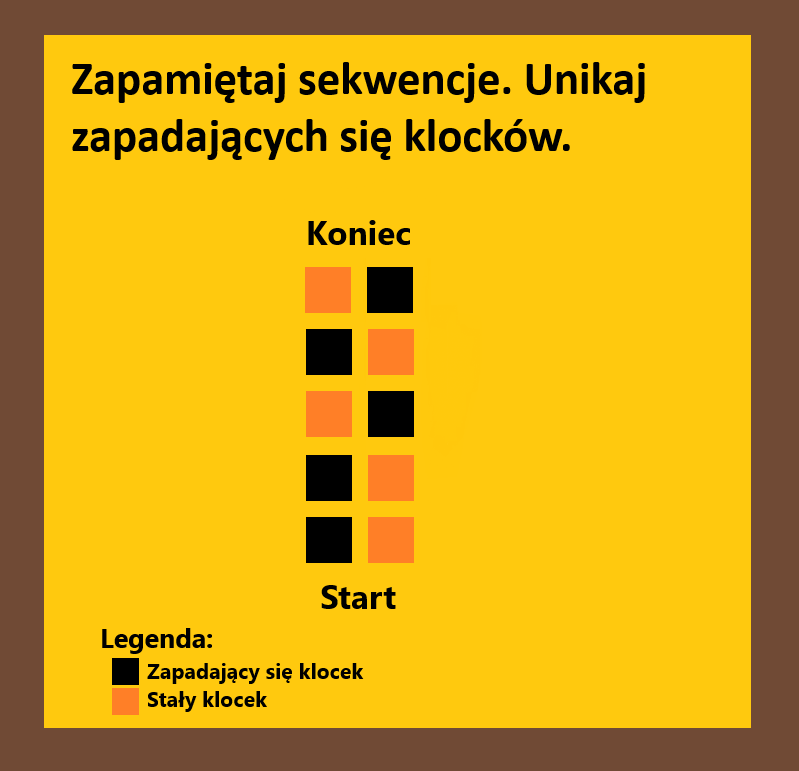 Zapamiętaj sekwencje. Unikaj
zapadających się klocków.
Koniec
Start
Legenda:
Zapadający się klocek
Stały klocek